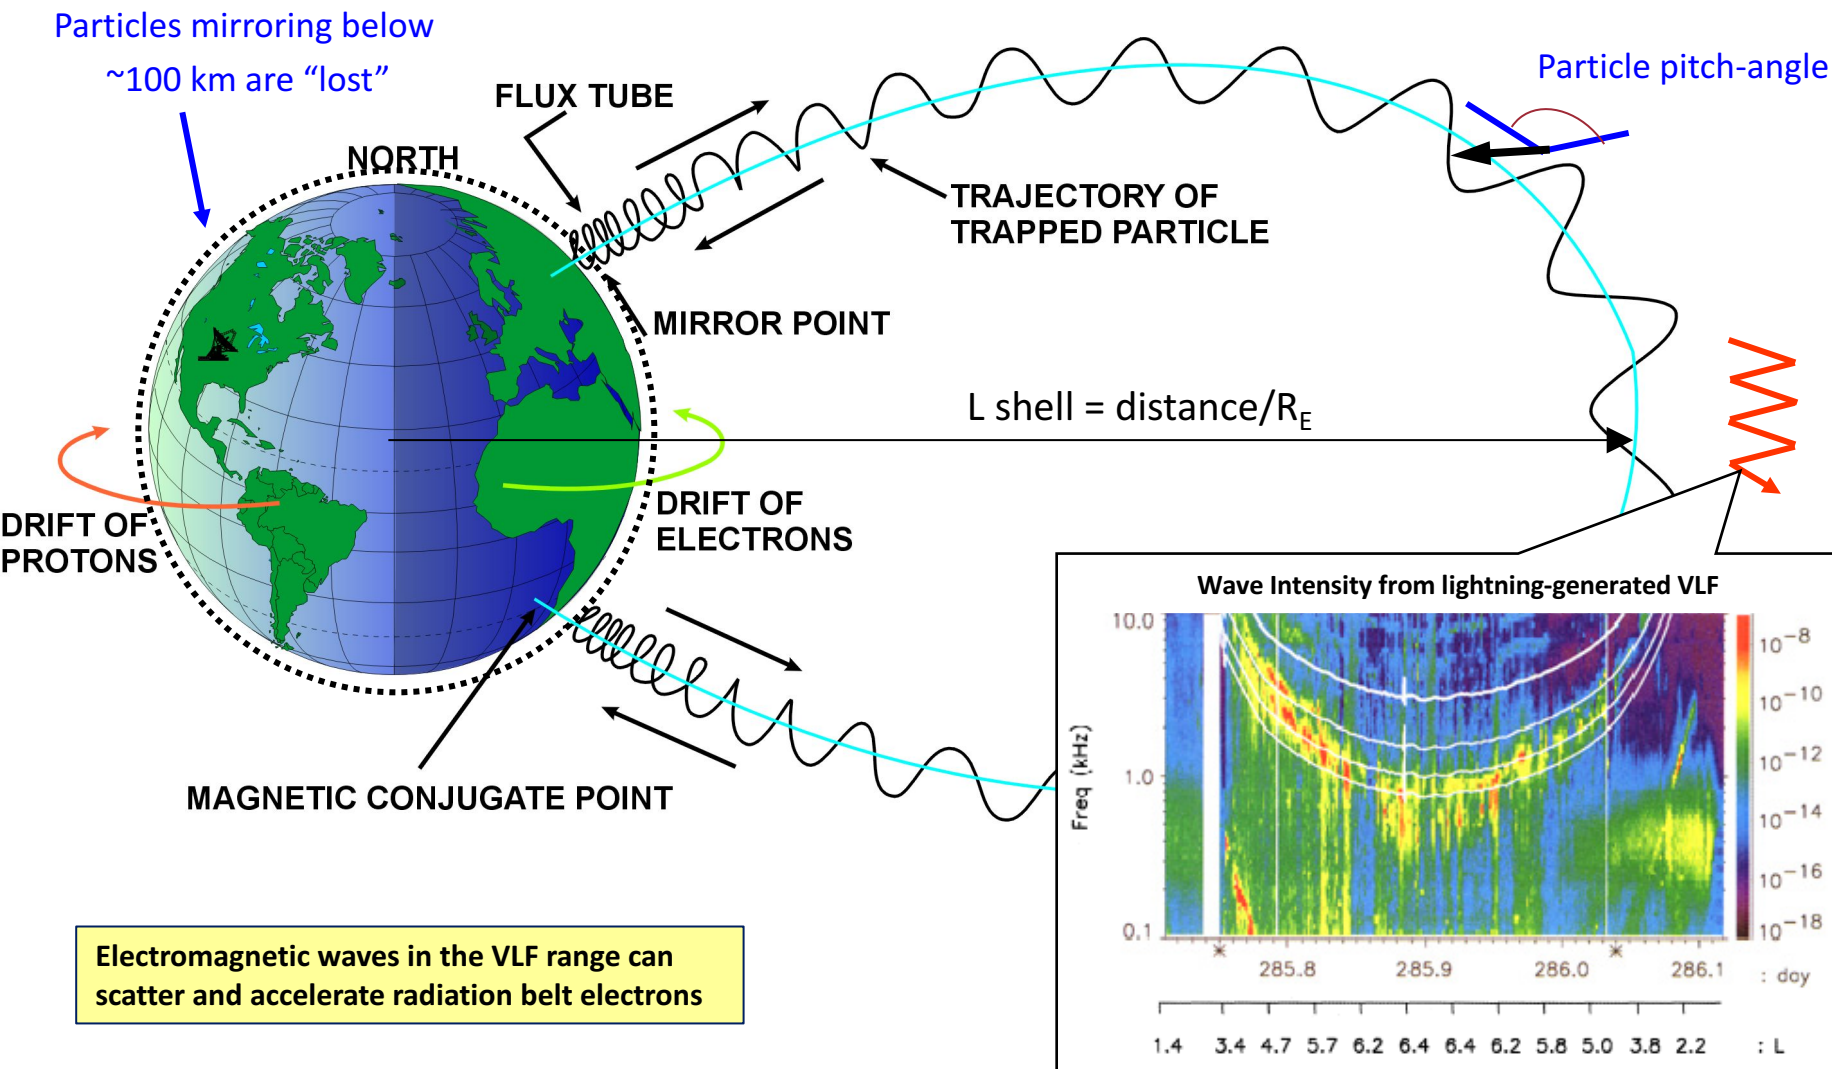 Particles mirroring below
~100 km are “lost”
FLUX TUBE
NORTH
Particle pitch-angle
TRAJECTORY OF
TRAPPED PARTICLE
MIRROR POINT
L shell = distance/RE
DRIFT OF
PROTONS
DRIFT OF
ELECTRONS
MAGNETIC CONJUGATE POINT
Electromagnetic waves in the VLF range can
scatter and accelerate radiation belt electrons
Wave Intensity from lightning-generated VLF
10.0
1.0
0.1
Freq (kHz)
10−8
10−10
10−12
10−14
10−16
10−18
285.8 285.9 286.0 286.1 : day
1.4 3.4 4.7 5.7 6.2 6.4 6.4 6.2 5.8 5.0 3.8 2.2 : L